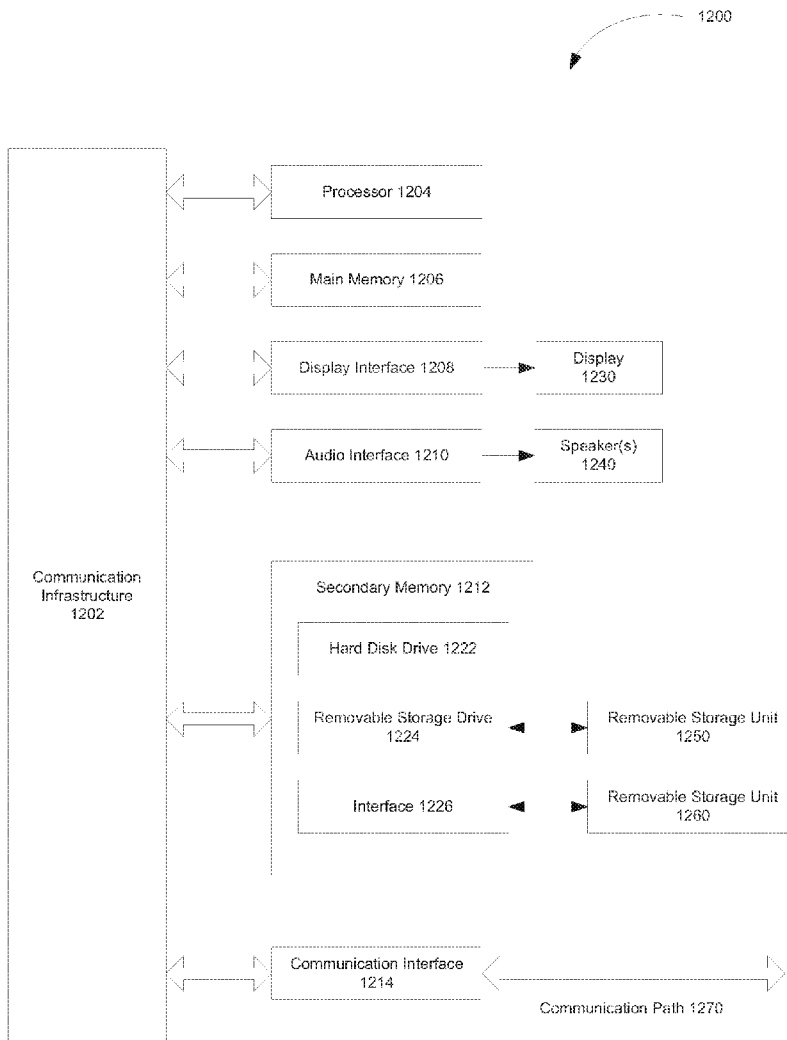 1200
Processor 1204
Main Memory 1206
Display Interface 1208
Display
1230
Audio Interface 1210
Speaker(s)
1240
Communication
Infrastructure
1202
Secondary Memory 1212
Hard Disk Drive 1222
Removable Storage Drive
1224
Removable Storage Unit
1250
Interface 1226
Removable Storage Unit
1260
Communication Interface
1214
Communication Path 1270